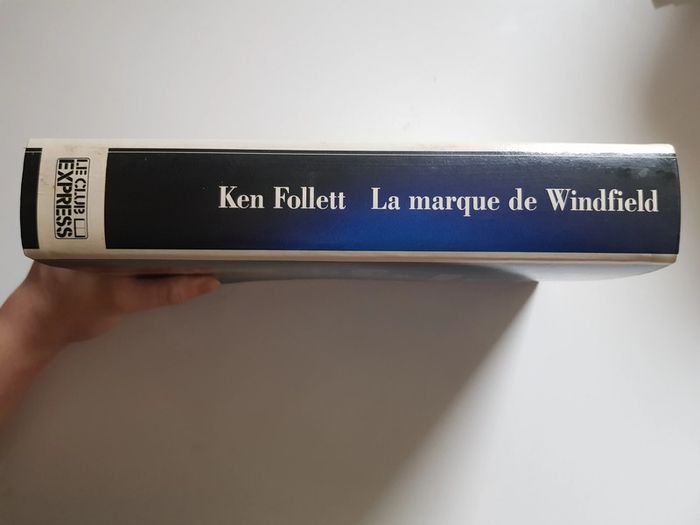 LE CLUB
EXPRESS
Ken Follett La marque de Windfield